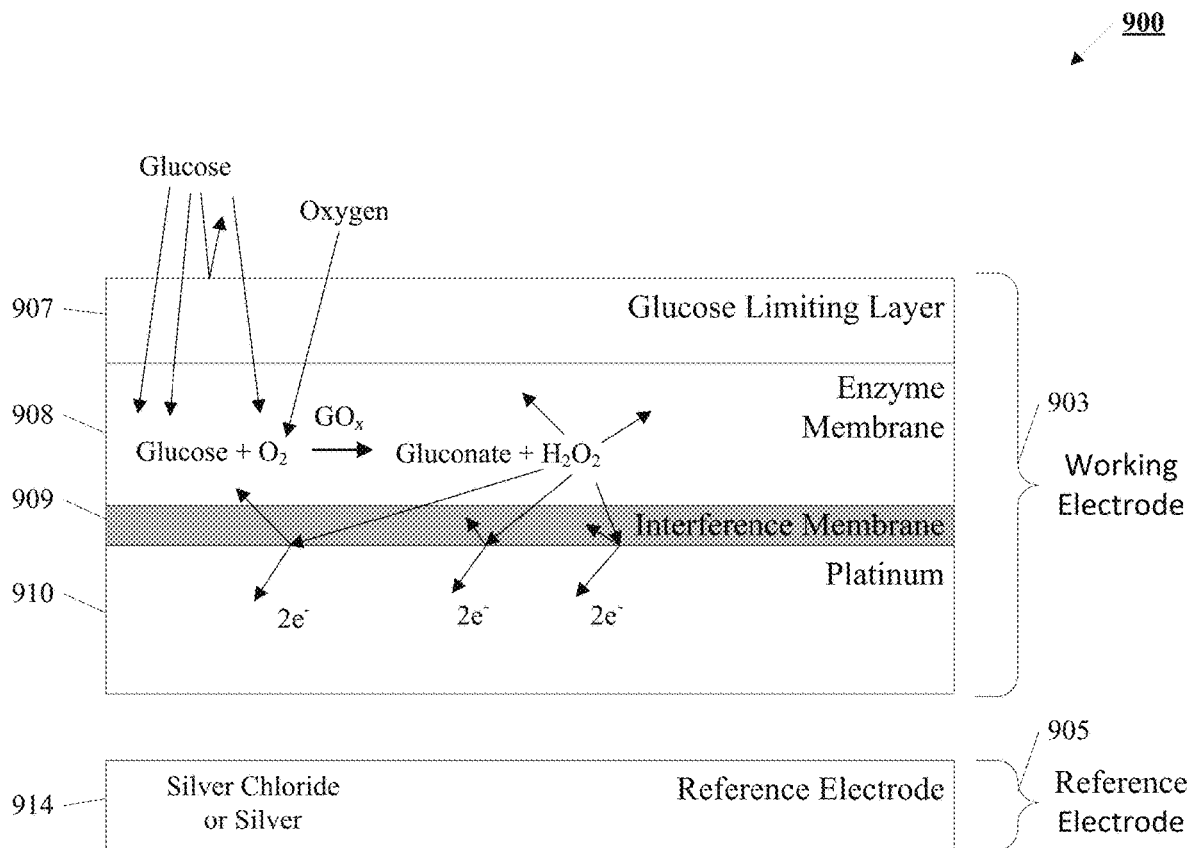 900
Glucose
Oxygen
907
Glucose Limiting Layer
908
Enzyme
Membrane
GOₓ
Glucose + O₂
Gluconate + H₂O₂
903
Working
Electrode
909
Interference Membrane
910
Platinum
2e⁻
2e⁻
2e⁻
905
914
Silver Chloride
or Silver
Reference Electrode
Reference
Electrode